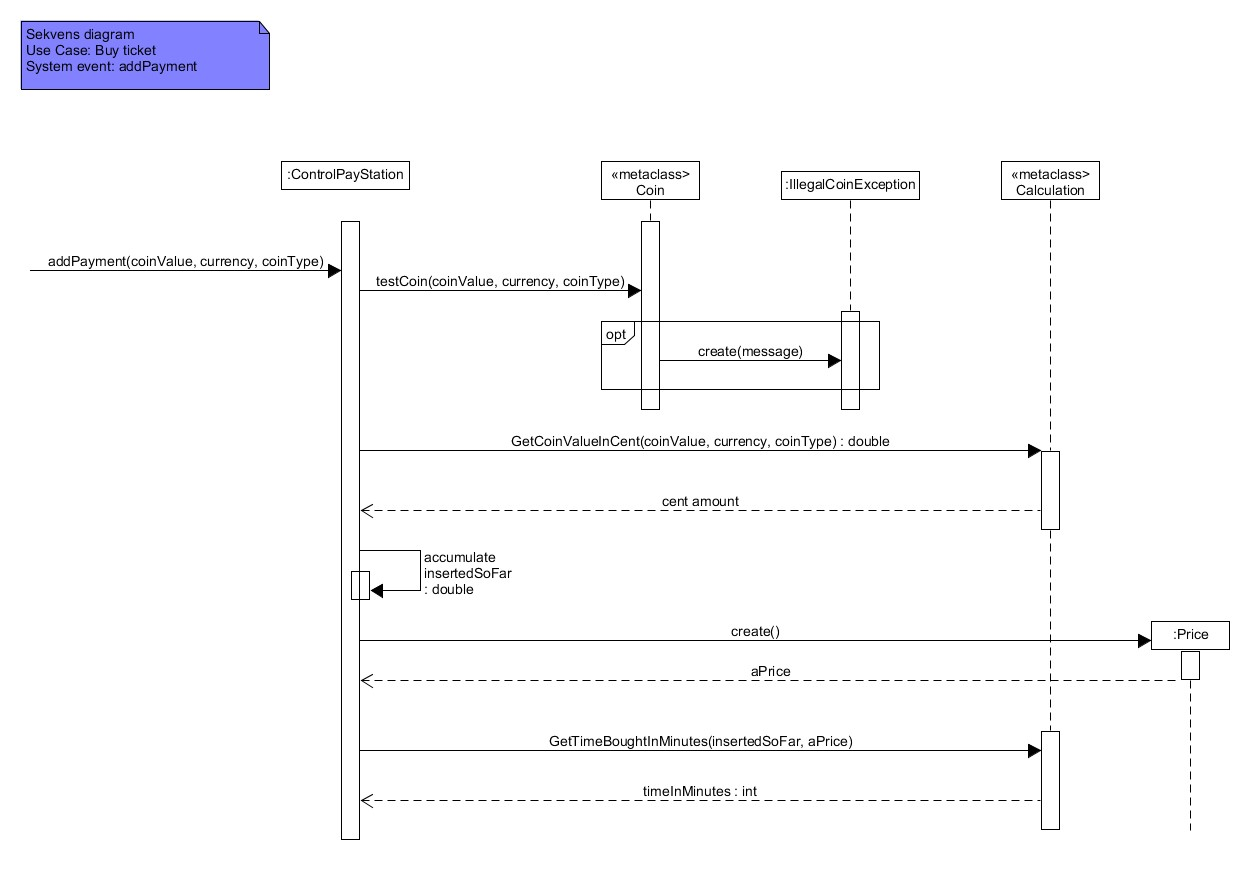 Sekvens diagram
Use Case: Buy ticket
System event: addPayment
:ControlPayStation
«metaclass>
Coin
:IllegalCoinException
«metaclass>
Calculation
addPayment(coinValue, currency, coinType)
testCoin(coinValue, currency, coinType)
opt
create(message)
GetCoinValueInCent(coinValue, currency, coinType) : double
cent amount
accumulate
insertedSoFar
: double
create()
:Price
aPrice
GetTimeBoughtInMinutes(insertedSoFar, aPrice)
timeInMinutes : int